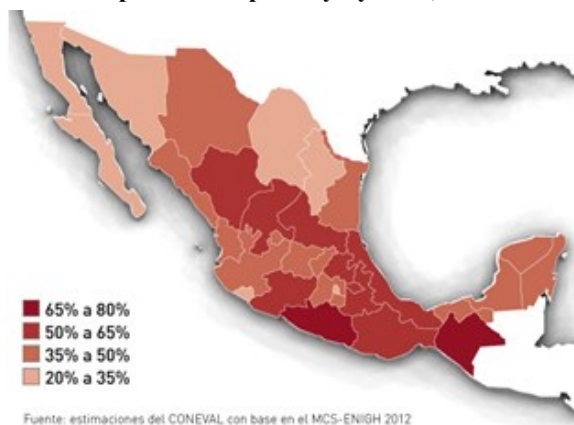 65% a 80%
50% a 65%
35% a 50%
20% a 35%
Fuente: estimaciones del CONEVAL con base en el MCS-ENIGH 2012